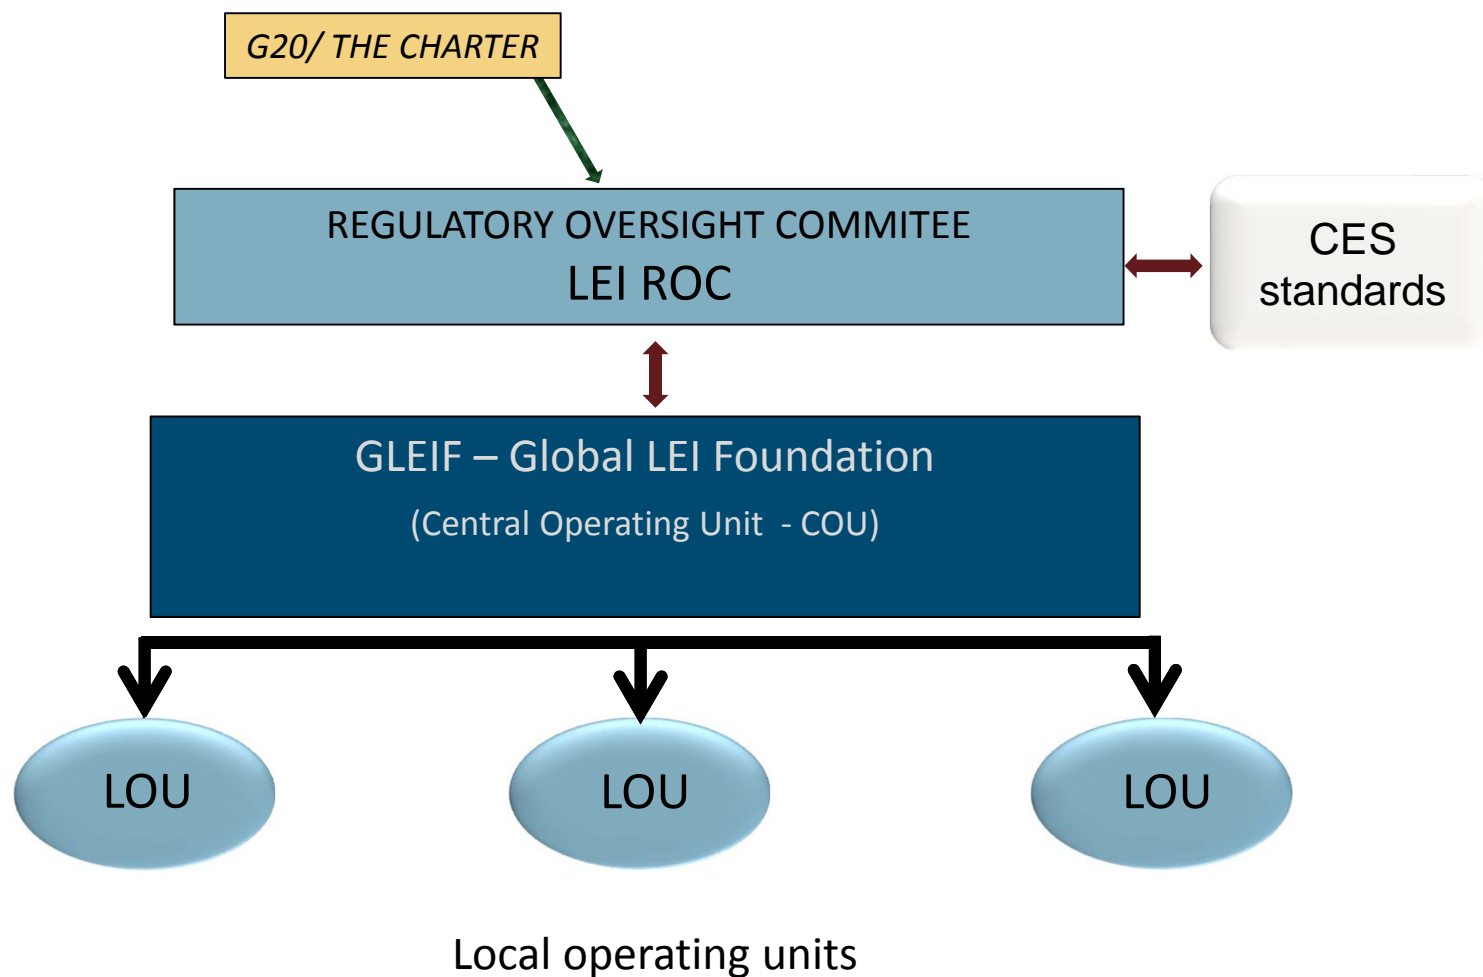 G20/ THE CHARTER
REGULATORY OVERSIGHT COMMITEE
LEI ROC
CES
standards
GLEIF – Global LEI Foundation
(Central Operating Unit - COU)
LOU
LOU
LOU
Local operating units